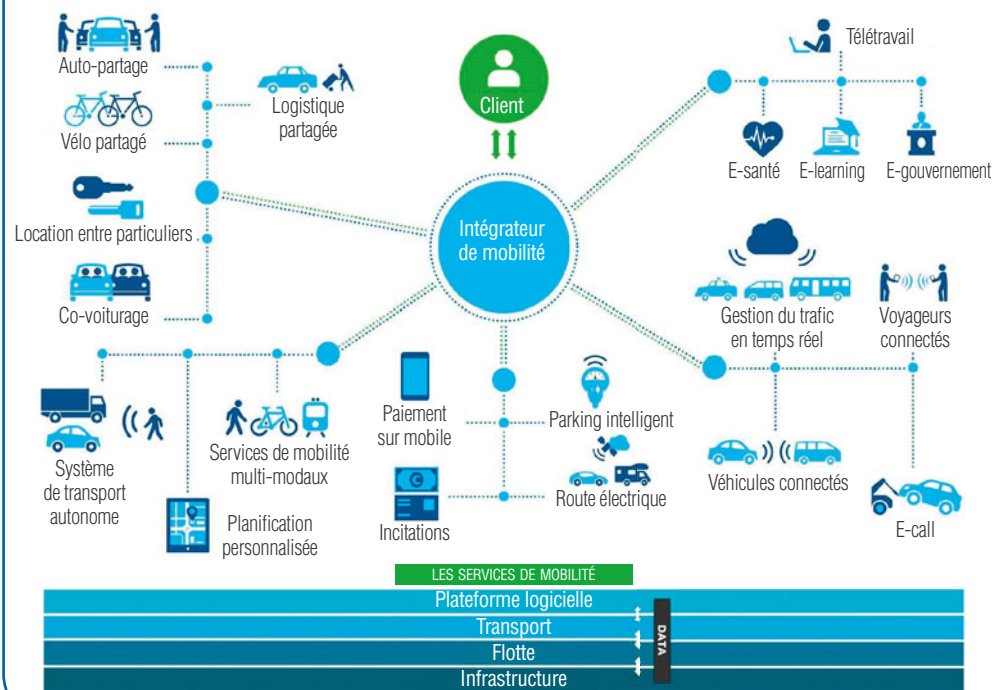 Auto-partage
Logistique
partagée
Vélo partagé
Location entre particuliers
Co-voiturage
Client
Intégrateur
de mobilité
Télétravail
E-santé
E-learning
E-gouvernement
Gestion du trafic
en temps réel
Voyageurs
connectés
Véhicules connectés
E-call
Système
de transport
autonome
Planification
personnalisée
Services de mobilité
multi-modaux
Paiement
sur mobile
Incitations
Parking intelligent
Route électrique
LES SERVICES DE MOBILITÉ
Plateforme logicielle
Transport
Flotte
Infrastructure
DATA